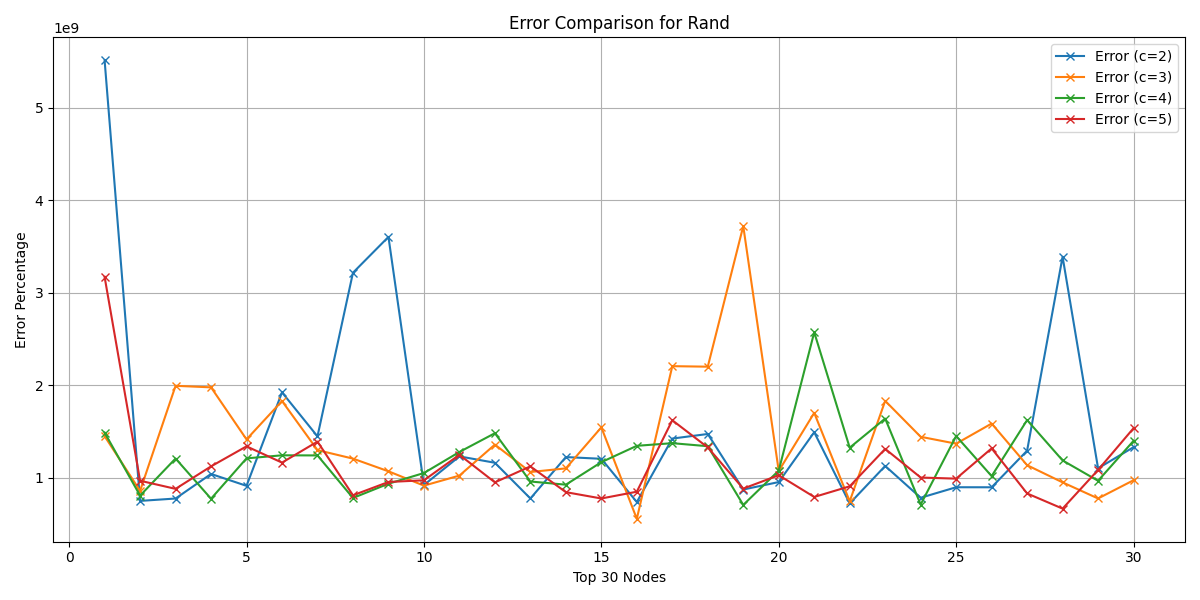 Error Comparison for Rand
1e9
Error (c=2)
Error (c=3)
Error (c=4)
Error (c=5)
5
4
3
2
1
Error Percentage
0 5 10 15 20 25 30
Top 30 Nodes